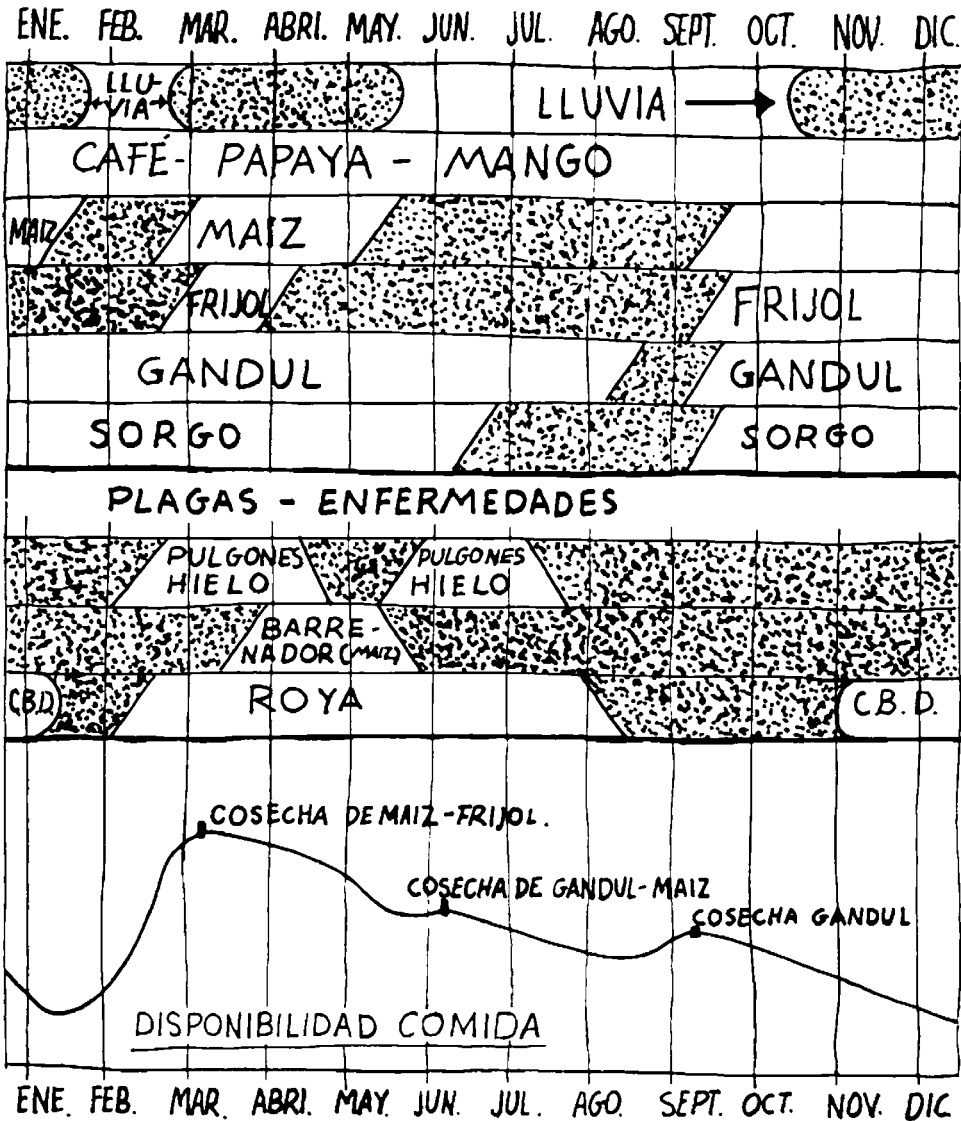 ENE. FEB. MAR. ABRI. MAY. JUN. JUL. AGO. SEPT. OCT. NOV. DIC.
LLU-
VIA
LLUVIA
CAFÉ - PAPAYA - MANGO
MAIZ MAIZ
FRIJOL FRIJOL
GANDUL GANDUL
SORGO SORGO
PLAGAS - ENFERMEDADES
PULGONES
HIELO
PULGONES
HIELO
BARRE-
NADOR (MAIZ)
C.B.D. ROYA C.B.D.
COSECHA DE MAIZ-FRIJOL.
COSECHA DE GANDUL-MAIZ
COSECHA GANDUL
DISPONIBILIDAD COMIDA
ENE. FEB. MAR. ABRI. MAY. JUN. JUL. AGO. SEPT. OCT. NOV. DIC